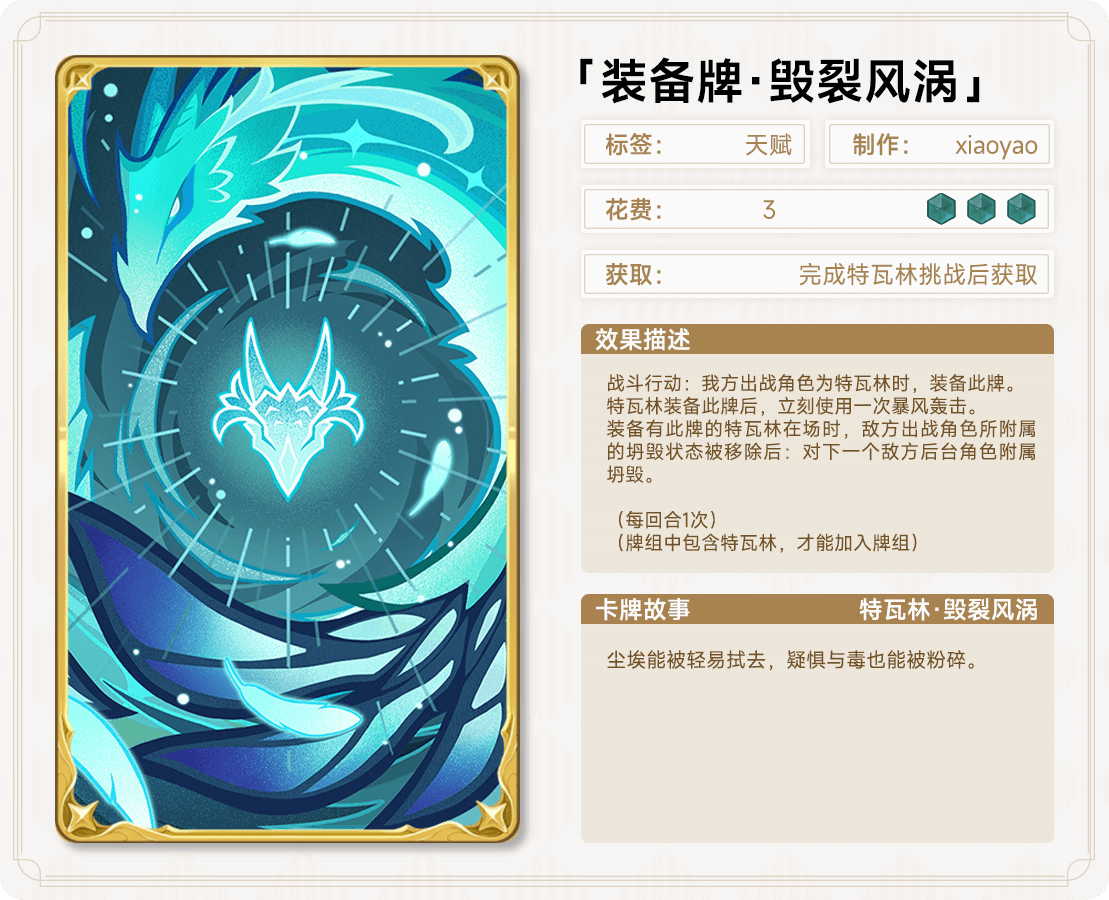 「装备牌·毁裂风涡」
标签： 天赋 制作： xiaoyao
花费： 3
获取： 完成特瓦林挑战后获取
效果描述
战斗行动：我方出战角色为特瓦林时，装备此牌。
特瓦林装备此牌后，立刻使用一次暴风轰击。
装备有此牌的特瓦林在场时，敌方出战角色所附属
的坍毁状态被移除后：对下一个敌方后台角色附属
坍毁。
（每回合1次）
（牌组中包含特瓦林，才能加入牌组）
卡牌故事 特瓦林·毁裂风涡
尘埃能被轻易拭去，疑惧与毒也能被粉碎。